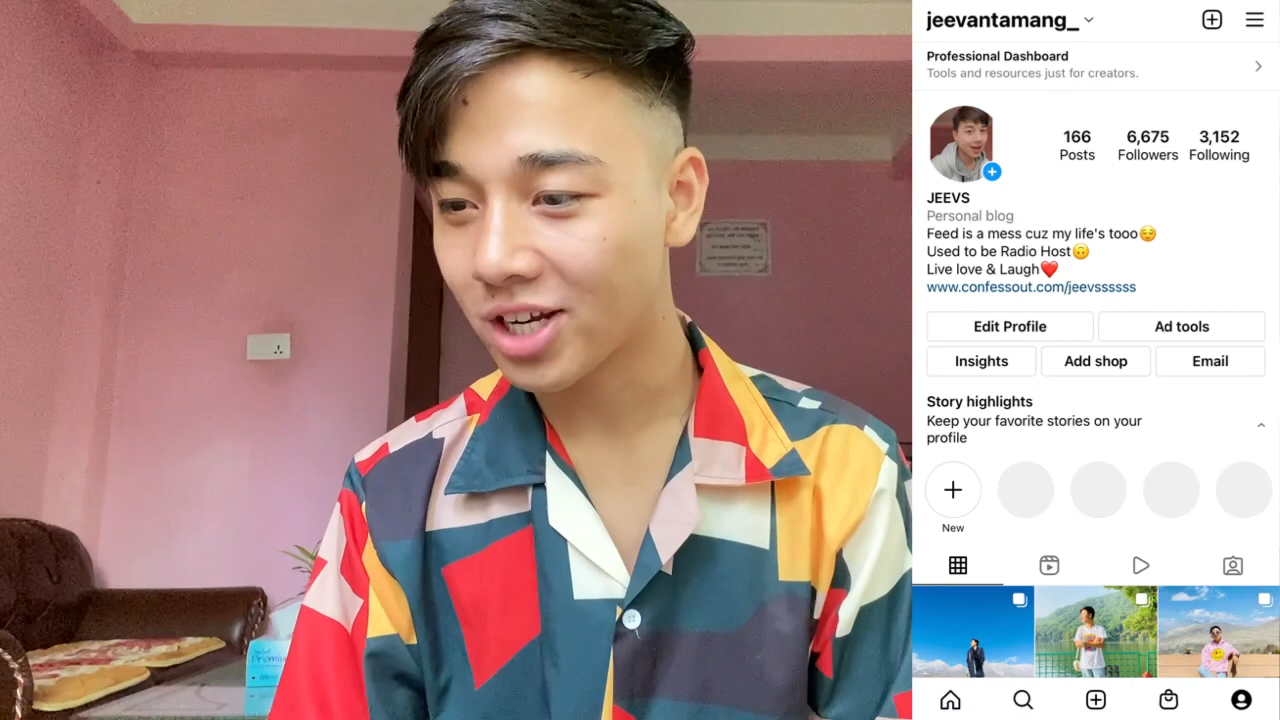 jeevantamang_
Professional Dashboard
Tools and resources just for creators.
166 6,675 3,152
Posts Followers Following
JEEVS
Personal blog
Feed is a mess cuz my life's tooo😌
Used to be Radio Host🙃
Live love & Laugh❤️
www.confessout.com/jeevssssss
Edit Profile Ad tools
Insights Add shop Email
Story highlights
Keep your favorite stories on your
profile
New